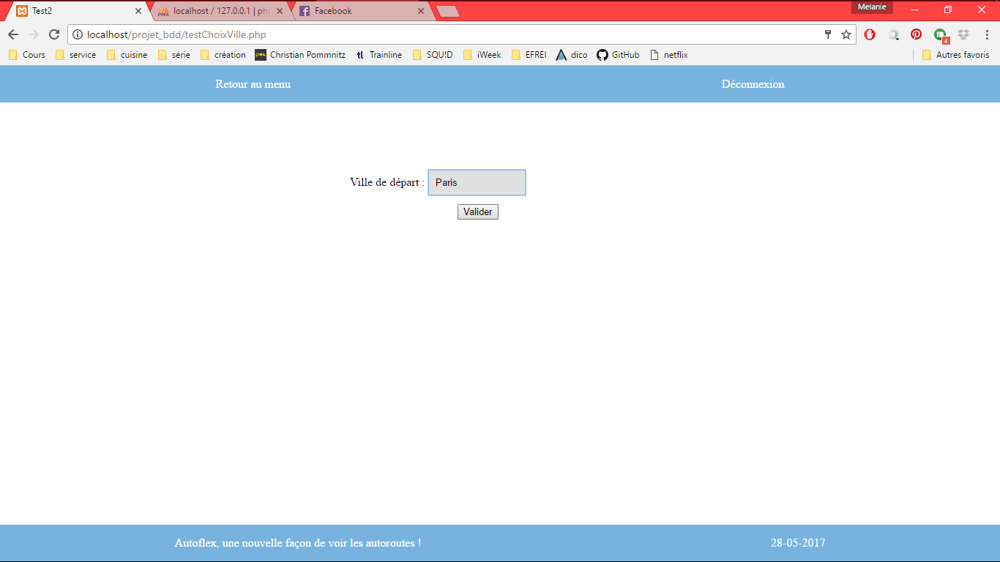 Test2
localhost / 127.0.0.1 | ph
Facebook
Melanie
localhost/projet_bdd/testChoixVille.php
4
Cours service cuisine série création Christian Pommnitz Trainline SQU!D iWeek EFREI dico GitHub netflix Autres favoris
Retour au menu Déconnexion
Ville de départ : Paris
Valider
Autoflex, une nouvelle façon de voir les autoroutes ! 28-05-2017